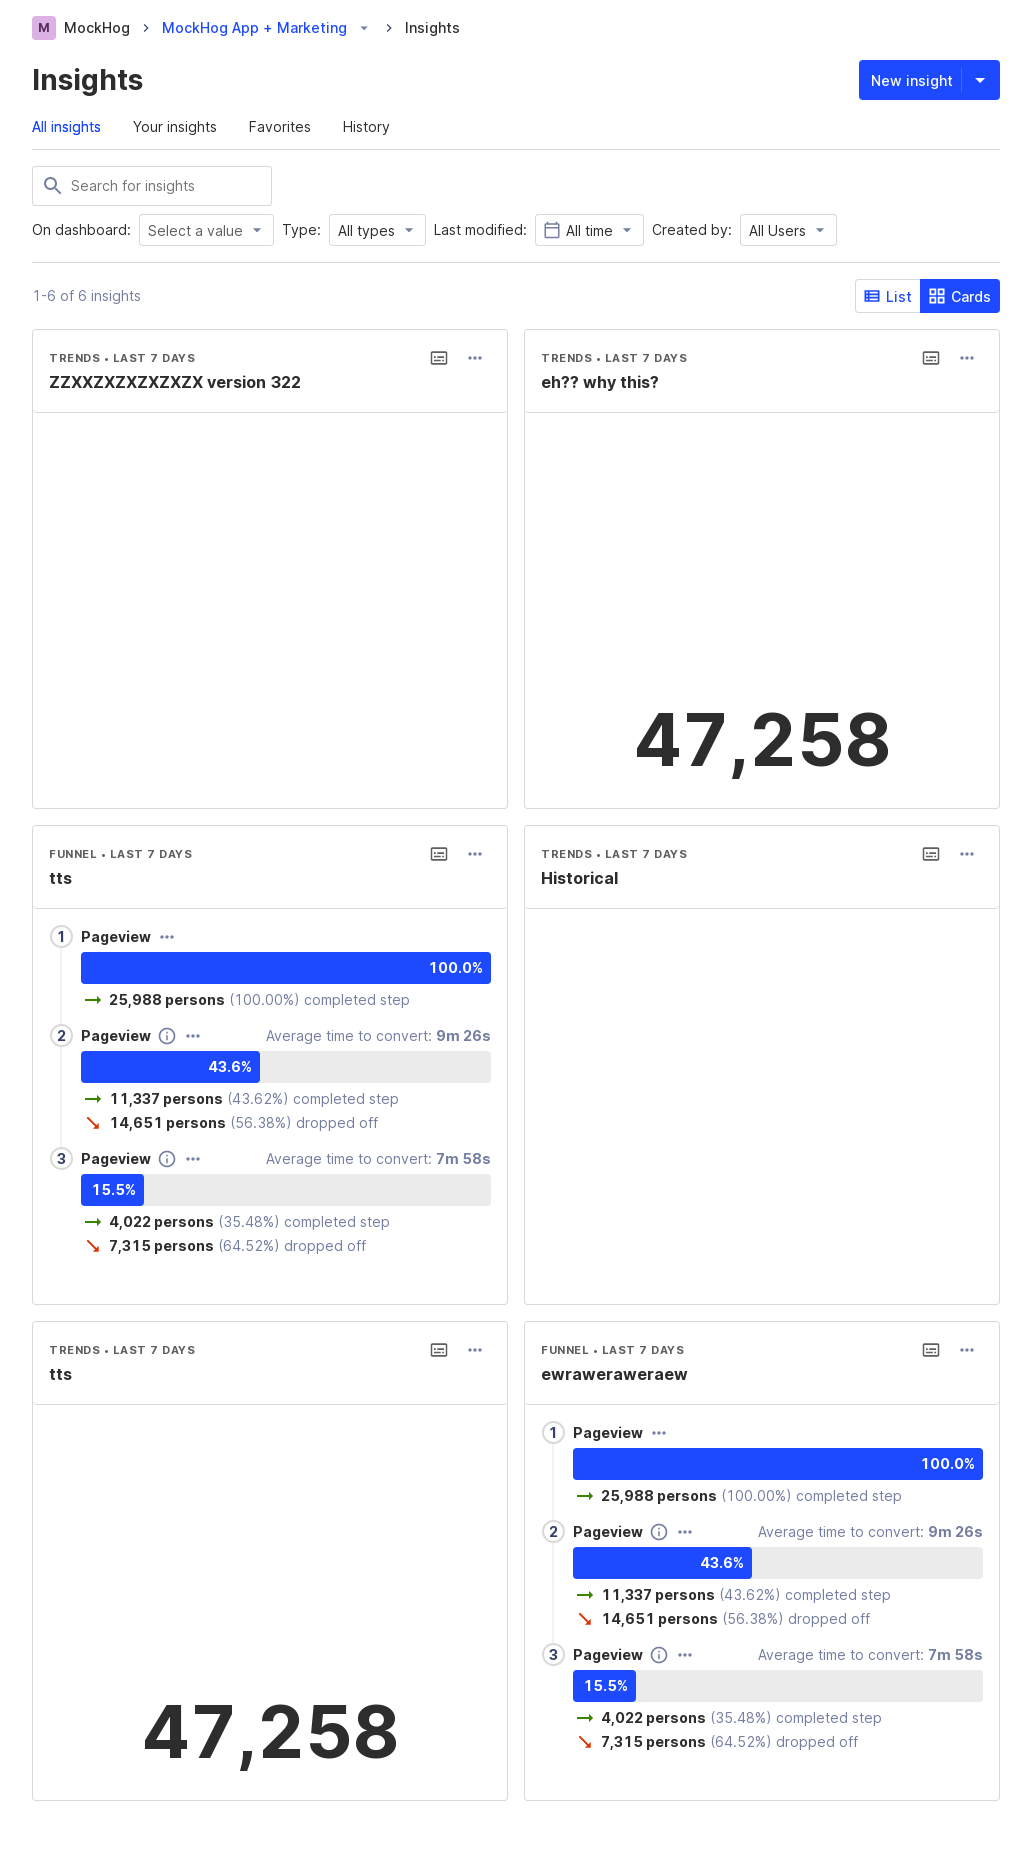 M MockHog MockHog App + Marketing Insights
Insights
New insight
All insights Your insights Favorites History
Search for insights
On dashboard: Select a value Type: All types Last modified: All time Created by: All Users
1-6 of 6 insights
List Cards
TRENDS • LAST 7 DAYS
ZZXXZXZXZXZXZX version 322
TRENDS • LAST 7 DAYS
eh?? why this?
47,258
FUNNEL • LAST 7 DAYS
tts
1 Pageview
100.0%
25,988 persons (100.00%) completed step
2 Pageview Average time to convert: 9m 26s
43.6%
11,337 persons (43.62%) completed step
14,651 persons (56.38%) dropped off
3 Pageview Average time to convert: 7m 58s
15.5%
4,022 persons (35.48%) completed step
7,315 persons (64.52%) dropped off
TRENDS • LAST 7 DAYS
Historical
TRENDS • LAST 7 DAYS
tts
47,258
FUNNEL • LAST 7 DAYS
ewraweraweraew
1 Pageview
100.0%
25,988 persons (100.00%) completed step
2 Pageview Average time to convert: 9m 26s
43.6%
11,337 persons (43.62%) completed step
14,651 persons (56.38%) dropped off
3 Pageview Average time to convert: 7m 58s
15.5%
4,022 persons (35.48%) completed step
7,315 persons (64.52%) dropped off